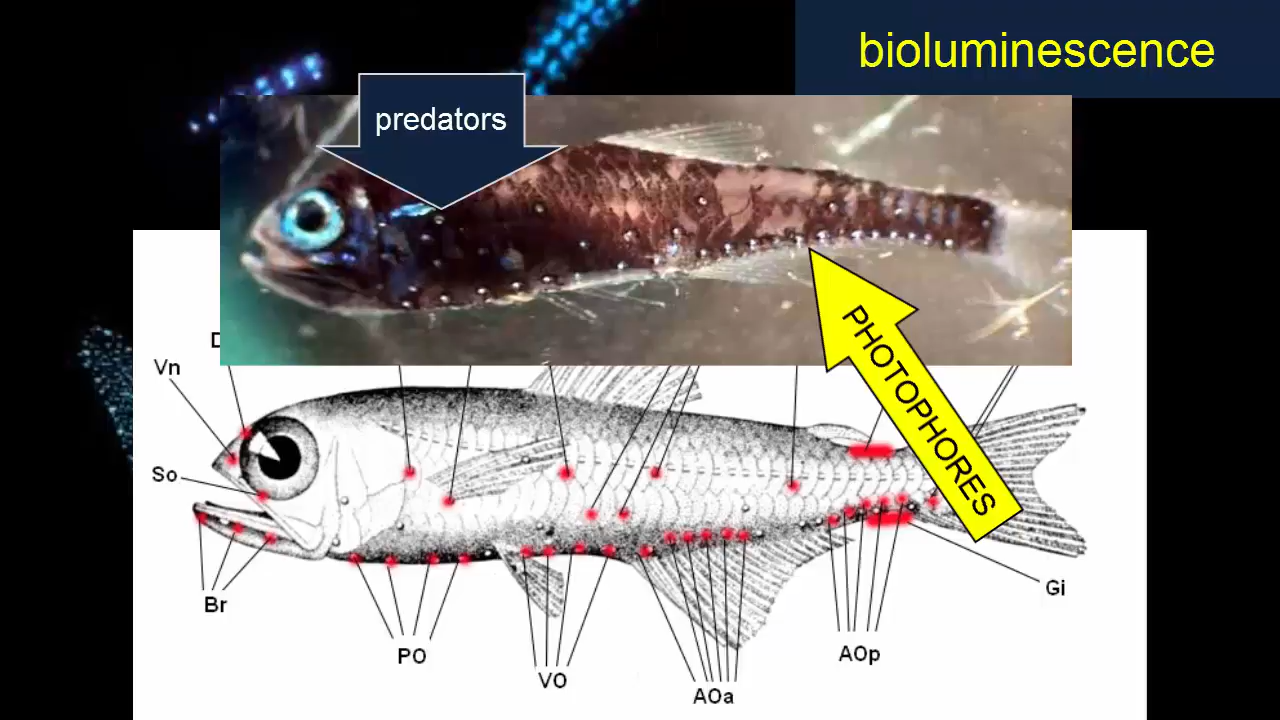 bioluminescence
predators
PHOTOPHORES
Vn
So
Br
PO
VO
AOa
AOp
Gi